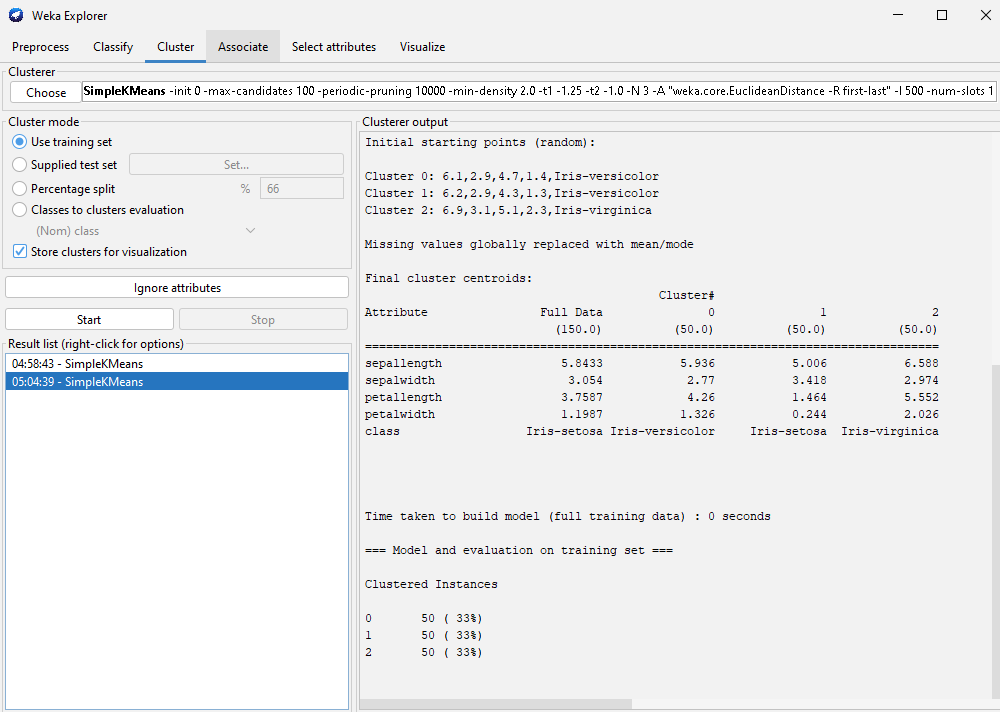 Weka Explorer
Preprocess Classify Cluster Associate Select attributes Visualize
Clusterer
Choose SimpleKMeans -init 0 -max-candidates 100 -periodic-pruning 10000 -min-density 2.0 -t1 -1.25 -t2 -1.0 -N 3 -A "weka.core.EuclideanDistance -R first-last" -I 500 -num-slots 1
Cluster mode
Use training set
Supplied test set Set...
Percentage split % 66
Classes to clusters evaluation
(Nom) class
Store clusters for visualization
Ignore attributes
Start Stop
Result list (right-click for options)
04:58:43 - SimpleKMeans
05:04:39 - SimpleKMeans
Clusterer output
Initial starting points (random):
Cluster 0: 6.1,2.9,4.7,1.4,Iris-versicolor
Cluster 1: 6.2,2.9,4.3,1.3,Iris-versicolor
Cluster 2: 6.9,3.1,5.1,2.3,Iris-virginica
Missing values globally replaced with mean/mode
Final cluster centroids:
Cluster#
Attribute Full Data 0 1 2
(150.0) (50.0) (50.0) (50.0)
==================================================================================
sepallength 5.8433 5.936 5.006 6.588
sepalwidth 3.054 2.77 3.418 2.974
petallength 3.7587 4.26 1.464 5.552
petalwidth 1.1987 1.326 0.244 2.026
class Iris-setosa Iris-versicolor Iris-setosa Iris-virginica
Time taken to build model (full training data) : 0 seconds
=== Model and evaluation on training set ===
Clustered Instances
0 50 ( 33%)
1 50 ( 33%)
2 50 ( 33%)